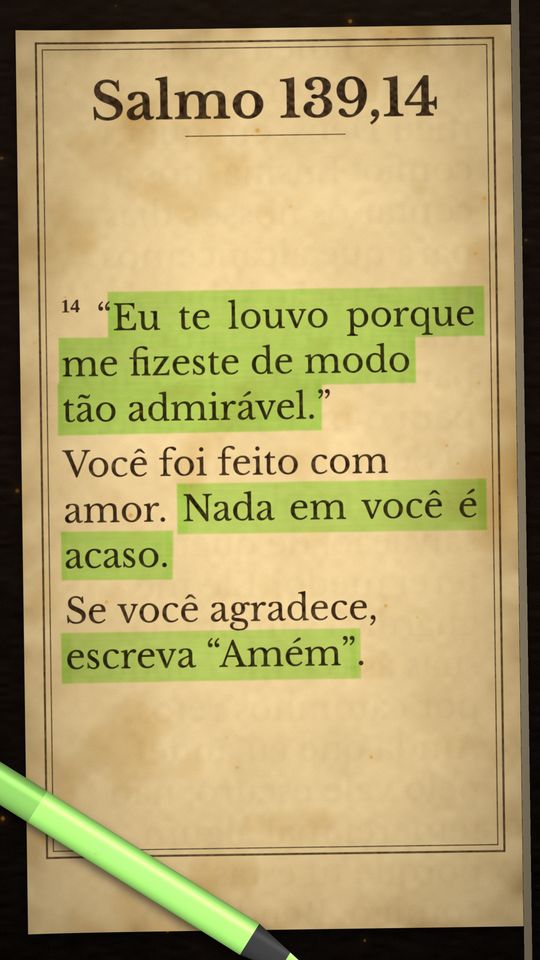 Salmo 139,14
14 “Eu te louvo porque
me fizeste de modo
tão admirável.”
Você foi feito com
amor. Nada em você é
acaso.
Se você agradece,
escreva “Amém”.